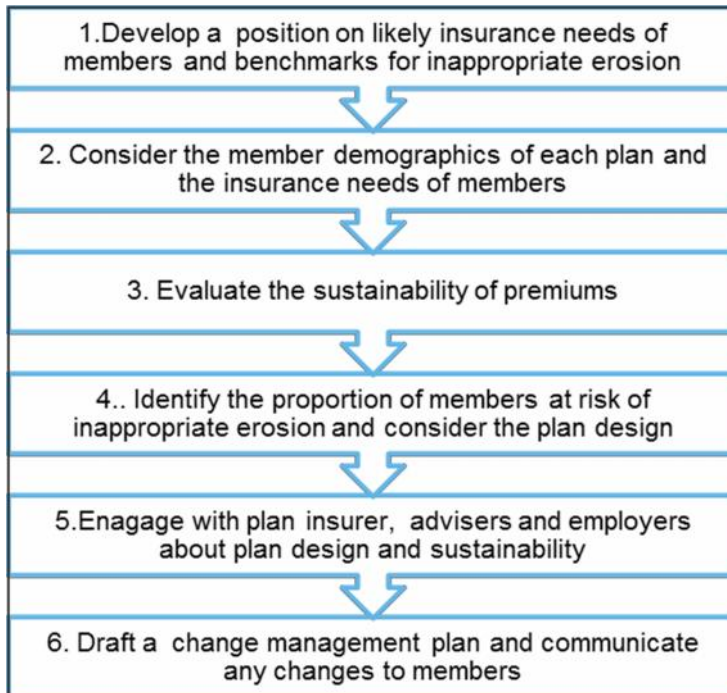 1.Develop a position on likely insurance needs of
members and benchmarks for inappropriate erosion
2. Consider the member demographics of each plan and
the insurance needs of members
3. Evaluate the sustainability of premiums
4.. Identify the proportion of members at risk of
inappropriate erosion and consider the plan design
5.Enagage with plan insurer, advisers and employers
about plan design and sustainability
6. Draft a change management plan and communicate
any changes to members